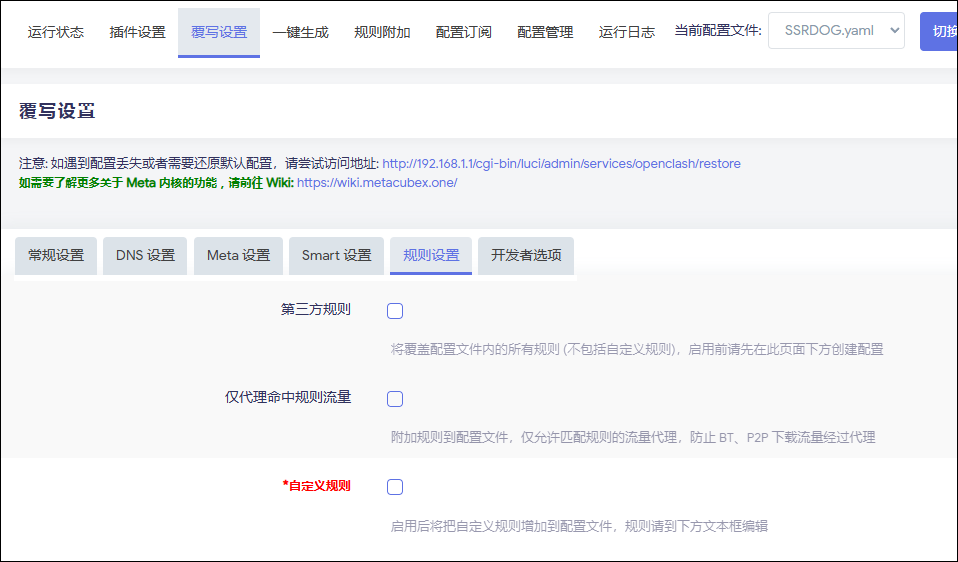 运行状态 插件设置 覆写设置 一键生成 规则附加 配置订阅 配置管理 运行日志 当前配置文件: SSRDOG.yaml 切换
覆写设置
注意: 如遇到配置丢失或者需要还原默认配置，请尝试访问地址: http://192.168.1.1/cgi-bin/luci/admin/services/openclash/restore
如需要了解更多关于 Meta 内核的功能，请前往 Wiki: https://wiki.metacubex.one/
常规设置 DNS 设置 Meta 设置 Smart 设置 规则设置 开发者选项
第三方规则
将覆盖配置文件内的所有规则 (不包括自定义规则)，启用前请先在此页面下方创建配置
仅代理命中规则流量
附加规则到配置文件，仅允许匹配规则的流量代理，防止 BT、P2P 下载流量经过代理
*自定义规则
启用后将把自定义规则增加到配置文件，规则请到下方文本框编辑